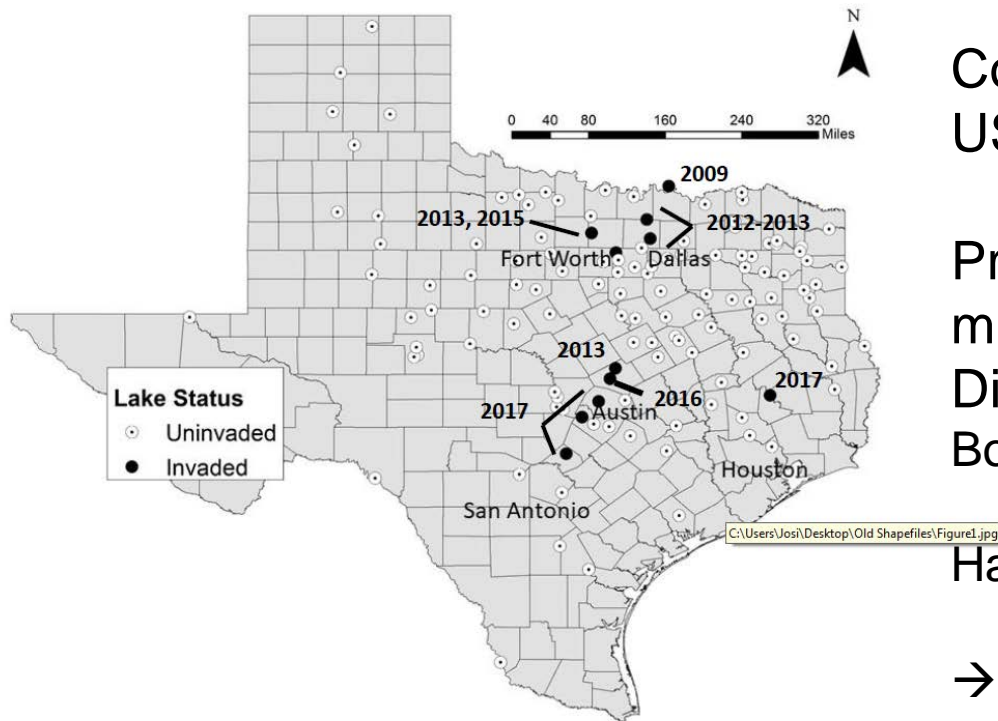 N
Co
US
0 40 80 160 240 320
Miles
2009
2013, 2015
2012-2013
Fort Worth
Dallas
Pr
m
2013
2017
Lake Status
Uninvaded
Invaded
2017
2016
Austin
Di
Bo
Houston
San Antonio
C:\Users\Josi\Desktop\Old Shapefiles\Figure1.jpg
Ha
→